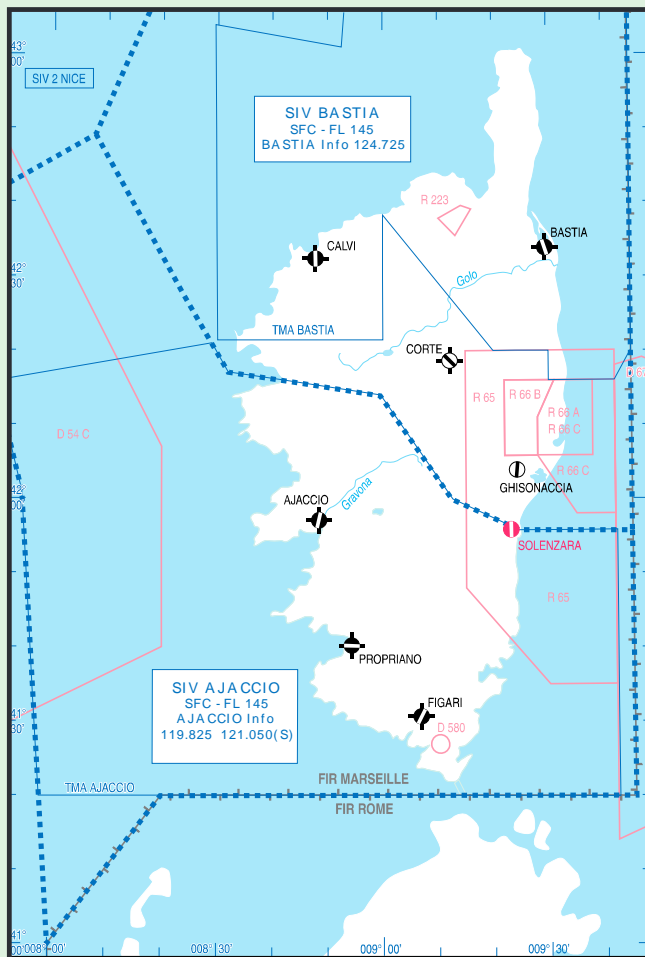 43°
00'
SIV 2 NICE
SIV BASTIA
SFC - FL 145
BASTIA Info 124.725
R 223
BASTIA
CALVI
42°
30'
Golo
TMA BASTIA
CORTE
R 65
R 66 B
R 66 A
R 66 C
D 54 C
R 66 C
GHISONACCIA
42°
00'
AJACCIO
Gravona
SOLENZARA
R 65
PROPRIANO
SIV AJACCIO
SFC - FL 145
AJACCIO Info
119.825 121.050(S)
FIGARI
41°
30'
D 580
FIR MARSEILLE
TMA AJACCIO
FIR ROME
41°
00'
008° 00'
008° 30'
009° 00'
009° 30'